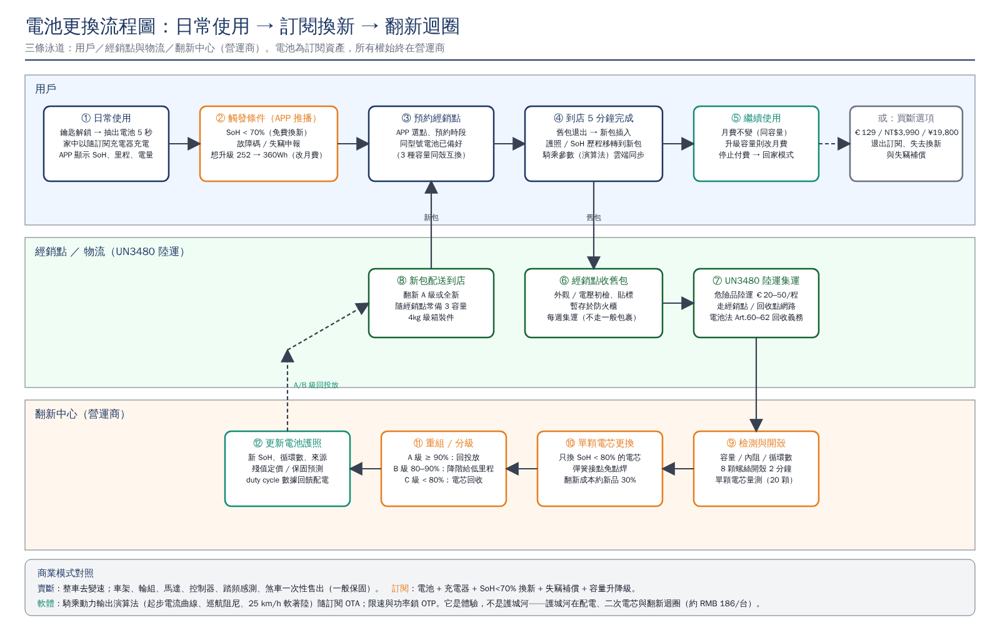 電池更換流程圖：日常使用 → 訂閱換新 → 翻新迴圈
三條泳道：用戶／經銷點與物流／翻新中心（營運商）。電池為訂閱資產，所有權始終在營運商
用戶
① 日常使用
鑰匙解鎖 → 抽出電池 5 秒
家中以隨訂閱充電器充電
APP 顯示 SoH、里程、電量
② 觸發條件（APP 推播）
SoH < 70%（免費換新）
故障碼 / 失竊申報
想升級 252 → 360Wh（改月費）
③ 預約經銷點
APP 選點、預約時段
同型號電池已備好
（3 種容量同殼互換）
④ 到店 5 分鐘完成
舊包退出 → 新包插入
護照 / SoH 歷程移轉到新包
騎乘參數（演算法）雲端同步
⑤ 繼續使用
月費不變（同容量）
升級容量則改月費
停止付費 → 回家模式
或：買斷選項
€ 129 / NT$3,990 / ¥19,800
退出訂閱、失去換新
與失竊補償
新包
舊包
經銷點 ／ 物流（UN3480 陸運）
⑧ 新包配送到店
翻新 A 級或全新
隨經銷點常備 3 容量
4kg 級箱裝件
⑥ 經銷點收舊包
外觀 / 電壓初檢、貼標
暫存於防火櫃
每週集運（不走一般包裹）
⑦ UN3480 陸運集運
危險品陸運 € 20–50/程
走經銷點 / 回收點網路
電池法 Art.60–62 回收義務
A/B 級回投放
翻新中心（營運商）
⑫ 更新電池護照
新 SoH、循環數、來源
殘值定價 / 保固預測
duty cycle 數據回饋配電
⑪ 重組 / 分級
A 級 ≥ 90%：回投放
B 級 80–90%：降階給低里程
C 級 < 80%：電芯回收
⑩ 單顆電芯更換
只換 SoH < 80% 的電芯
彈簧接點免點焊
翻新成本約新品 30%
⑨ 檢測與開殼
容量 / 內阻 / 循環數
8 顆螺絲開殼 2 分鐘
單顆電芯量測（20 顆）
商業模式對照
賣斷：整車去變速；車架、輪組、馬達、控制器、踏頻感測、煞車一次性售出（一般保固）。 訂閱：電池 + 充電器 + SoH<70% 換新 + 失竊補償 + 容量升降級。
軟體：騎乘動力輸出演算法（起步電流曲線、巡航阻尼、25 km/h 軟著陸）隨訂閱 OTA；限速與功率鎖 OTP。它是體驗，不是護城河——護城河在配電、二次電芯與翻新迴圈（約 RMB 186/台）。